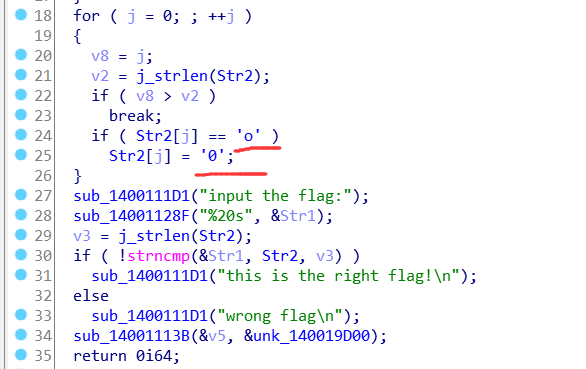 18 for ( j = 0; ; ++j )
19 {
20 v8 = j;
21 v2 = j_strlen(Str2);
22 if ( v8 > v2 )
23 break;
24 if ( Str2[j] == 'o' )
25 Str2[j] = '0';
26 }
27 sub_1400111D1("input the flag:");
28 sub_14001128F("%20s", &Str1);
29 v3 = j_strlen(Str2);
30 if ( !strncmp(&Str1, Str2, v3) )
31 sub_1400111D1("this is the right flag!\n");
32 else
33 sub_1400111D1("wrong flag\n");
34 sub_14001113B(&v5, &unk_140019D00);
35 return 0i64;